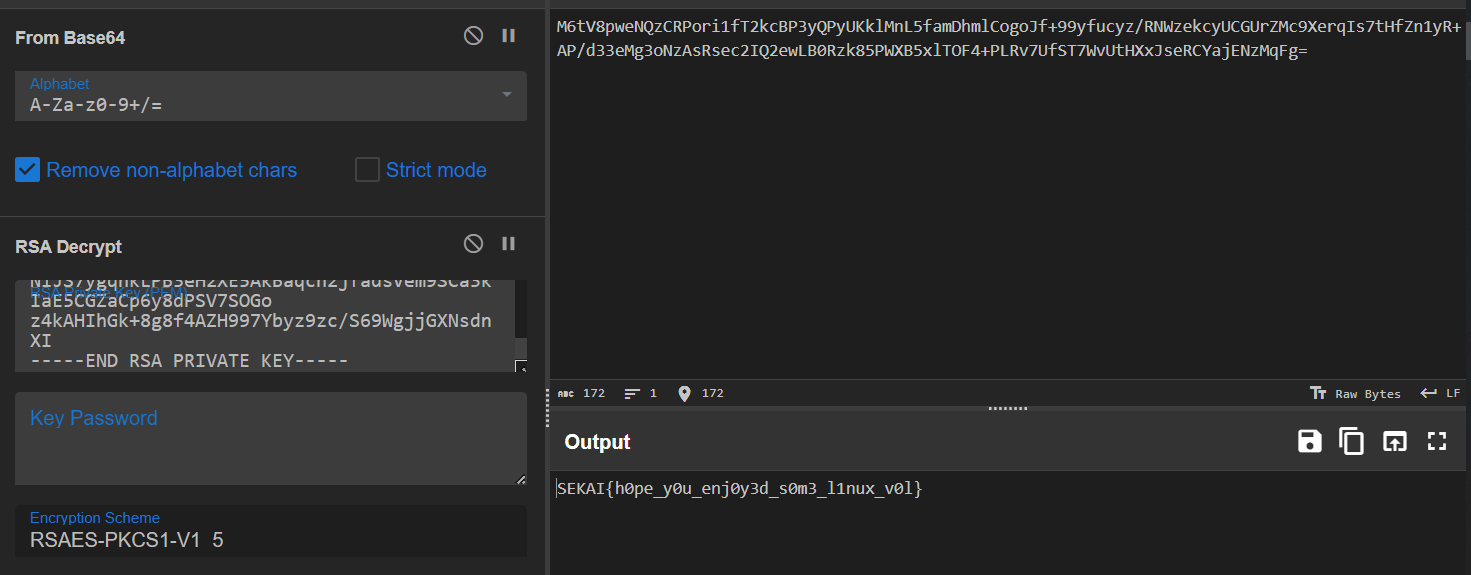 From Base64
Alphabet
A-Za-z0-9+/=
Remove non-alphabet chars
Strict mode
RSA Decrypt
RSA Private Key (PEM)
IaE5CGZaCp6y8dPSV7SOGo
z4kAHIhGk+8g8f4AZH997Ybyz9zc/S69WgjjGXNsdn
XI
-----END RSA PRIVATE KEY-----
Key Password
Encryption Scheme
RSAES-PKCS1-V1_5
M6tV8pweNQzCRPori1fT2kcBP3yQPyUKklMnL5famDhmlCogoJf+99yfucyz/RNWzekcyUCGUrZMc9XerqIs7tHfZn1yR+
AP/d33eMg3oNzAsRsec2IQ2ewLB0Rzk85PWXB5xlTOF4+PLRv7UfST7WvUtHXxJseRCYajENzMqFg=
ABC 172
1
172
Raw Bytes
LF
Output
SEKAI{h0pe_y0u_enj0y3d_s0m3_l1nux_v0l}